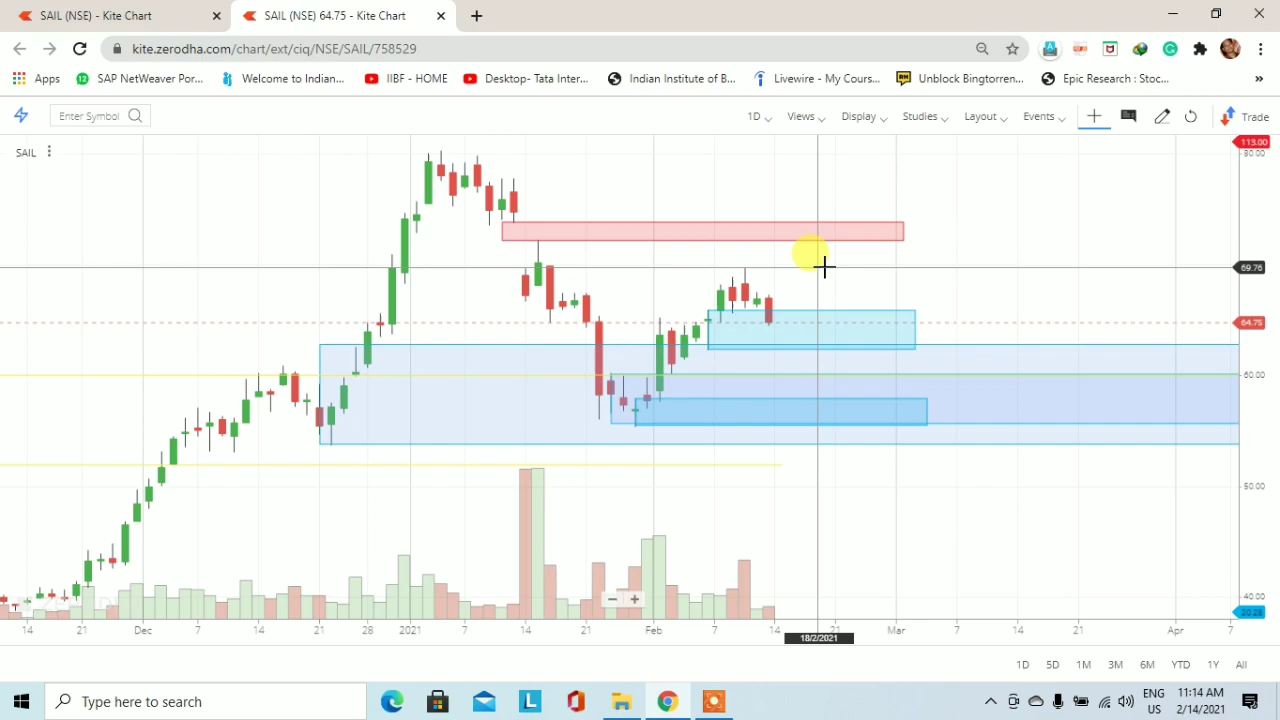 SAIL (NSE) - Kite Chart
SAIL (NSE) 64.75 - Kite Chart
kite.zerodha.com/chart/ext/ciq/NSE/SAIL/758529
Apps
SAP NetWeaver Por...
Welcome to Indian...
IIBF - HOME
Desktop- Tata Inter...
Indian Institute of B...
Livewire - My Cours...
Unblock Bingtorren...
Epic Research : Stoc...
»
Enter Symbol
1D
Views
Display
Studies
Layout
Events
Trade
SAIL
113.00
80.00
69.76
64.75
60.00
50.00
40.00
20.28
14
21
Dec
7
14
21
28
2021
7
14
21
Feb
7
14
18/2/2021
21
Mar
7
14
21
Apr
7
1D
5D
1M
3M
6M
YTD
1Y
All
Type here to search
ENG
US
11:14 AM
2/14/2021